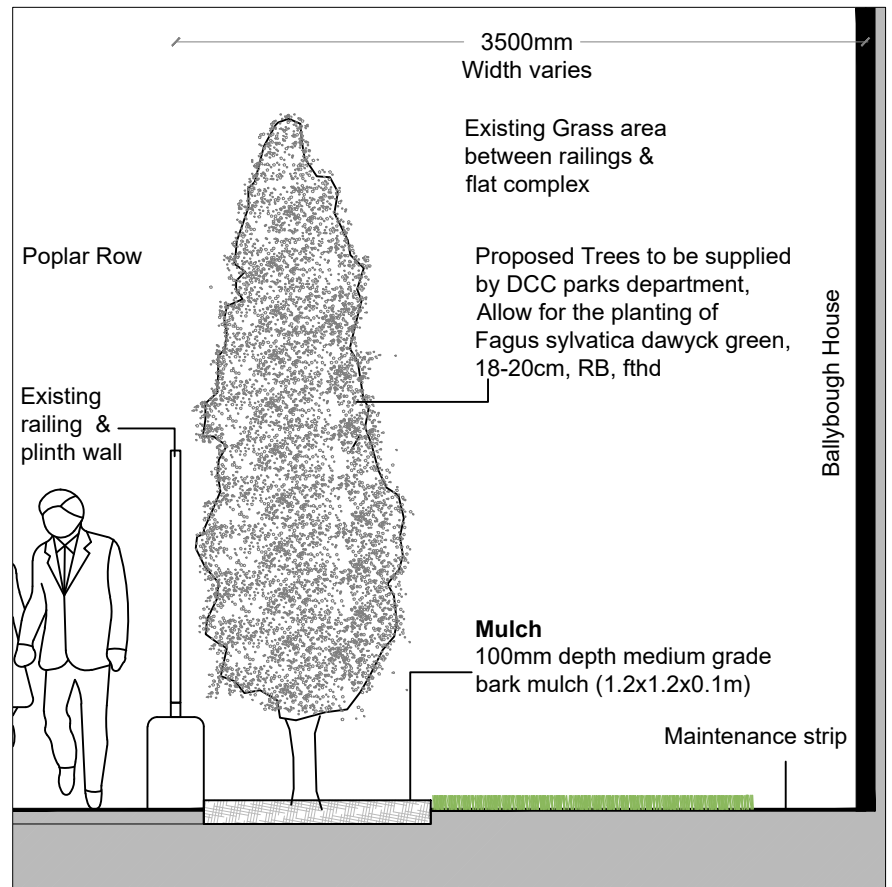 3500mm
Width varies
Existing Grass area
between railings &
flat complex
Poplar Row
Proposed Trees to be supplied
by DCC parks department,
Allow for the planting of
Fagus sylvatica dawyck green,
18-20cm, RB, fthd
Ballybough House
Existing
railing &
plinth wall
Mulch
100mm depth medium grade
bark mulch (1.2x1.2x0.1m)
Maintenance strip